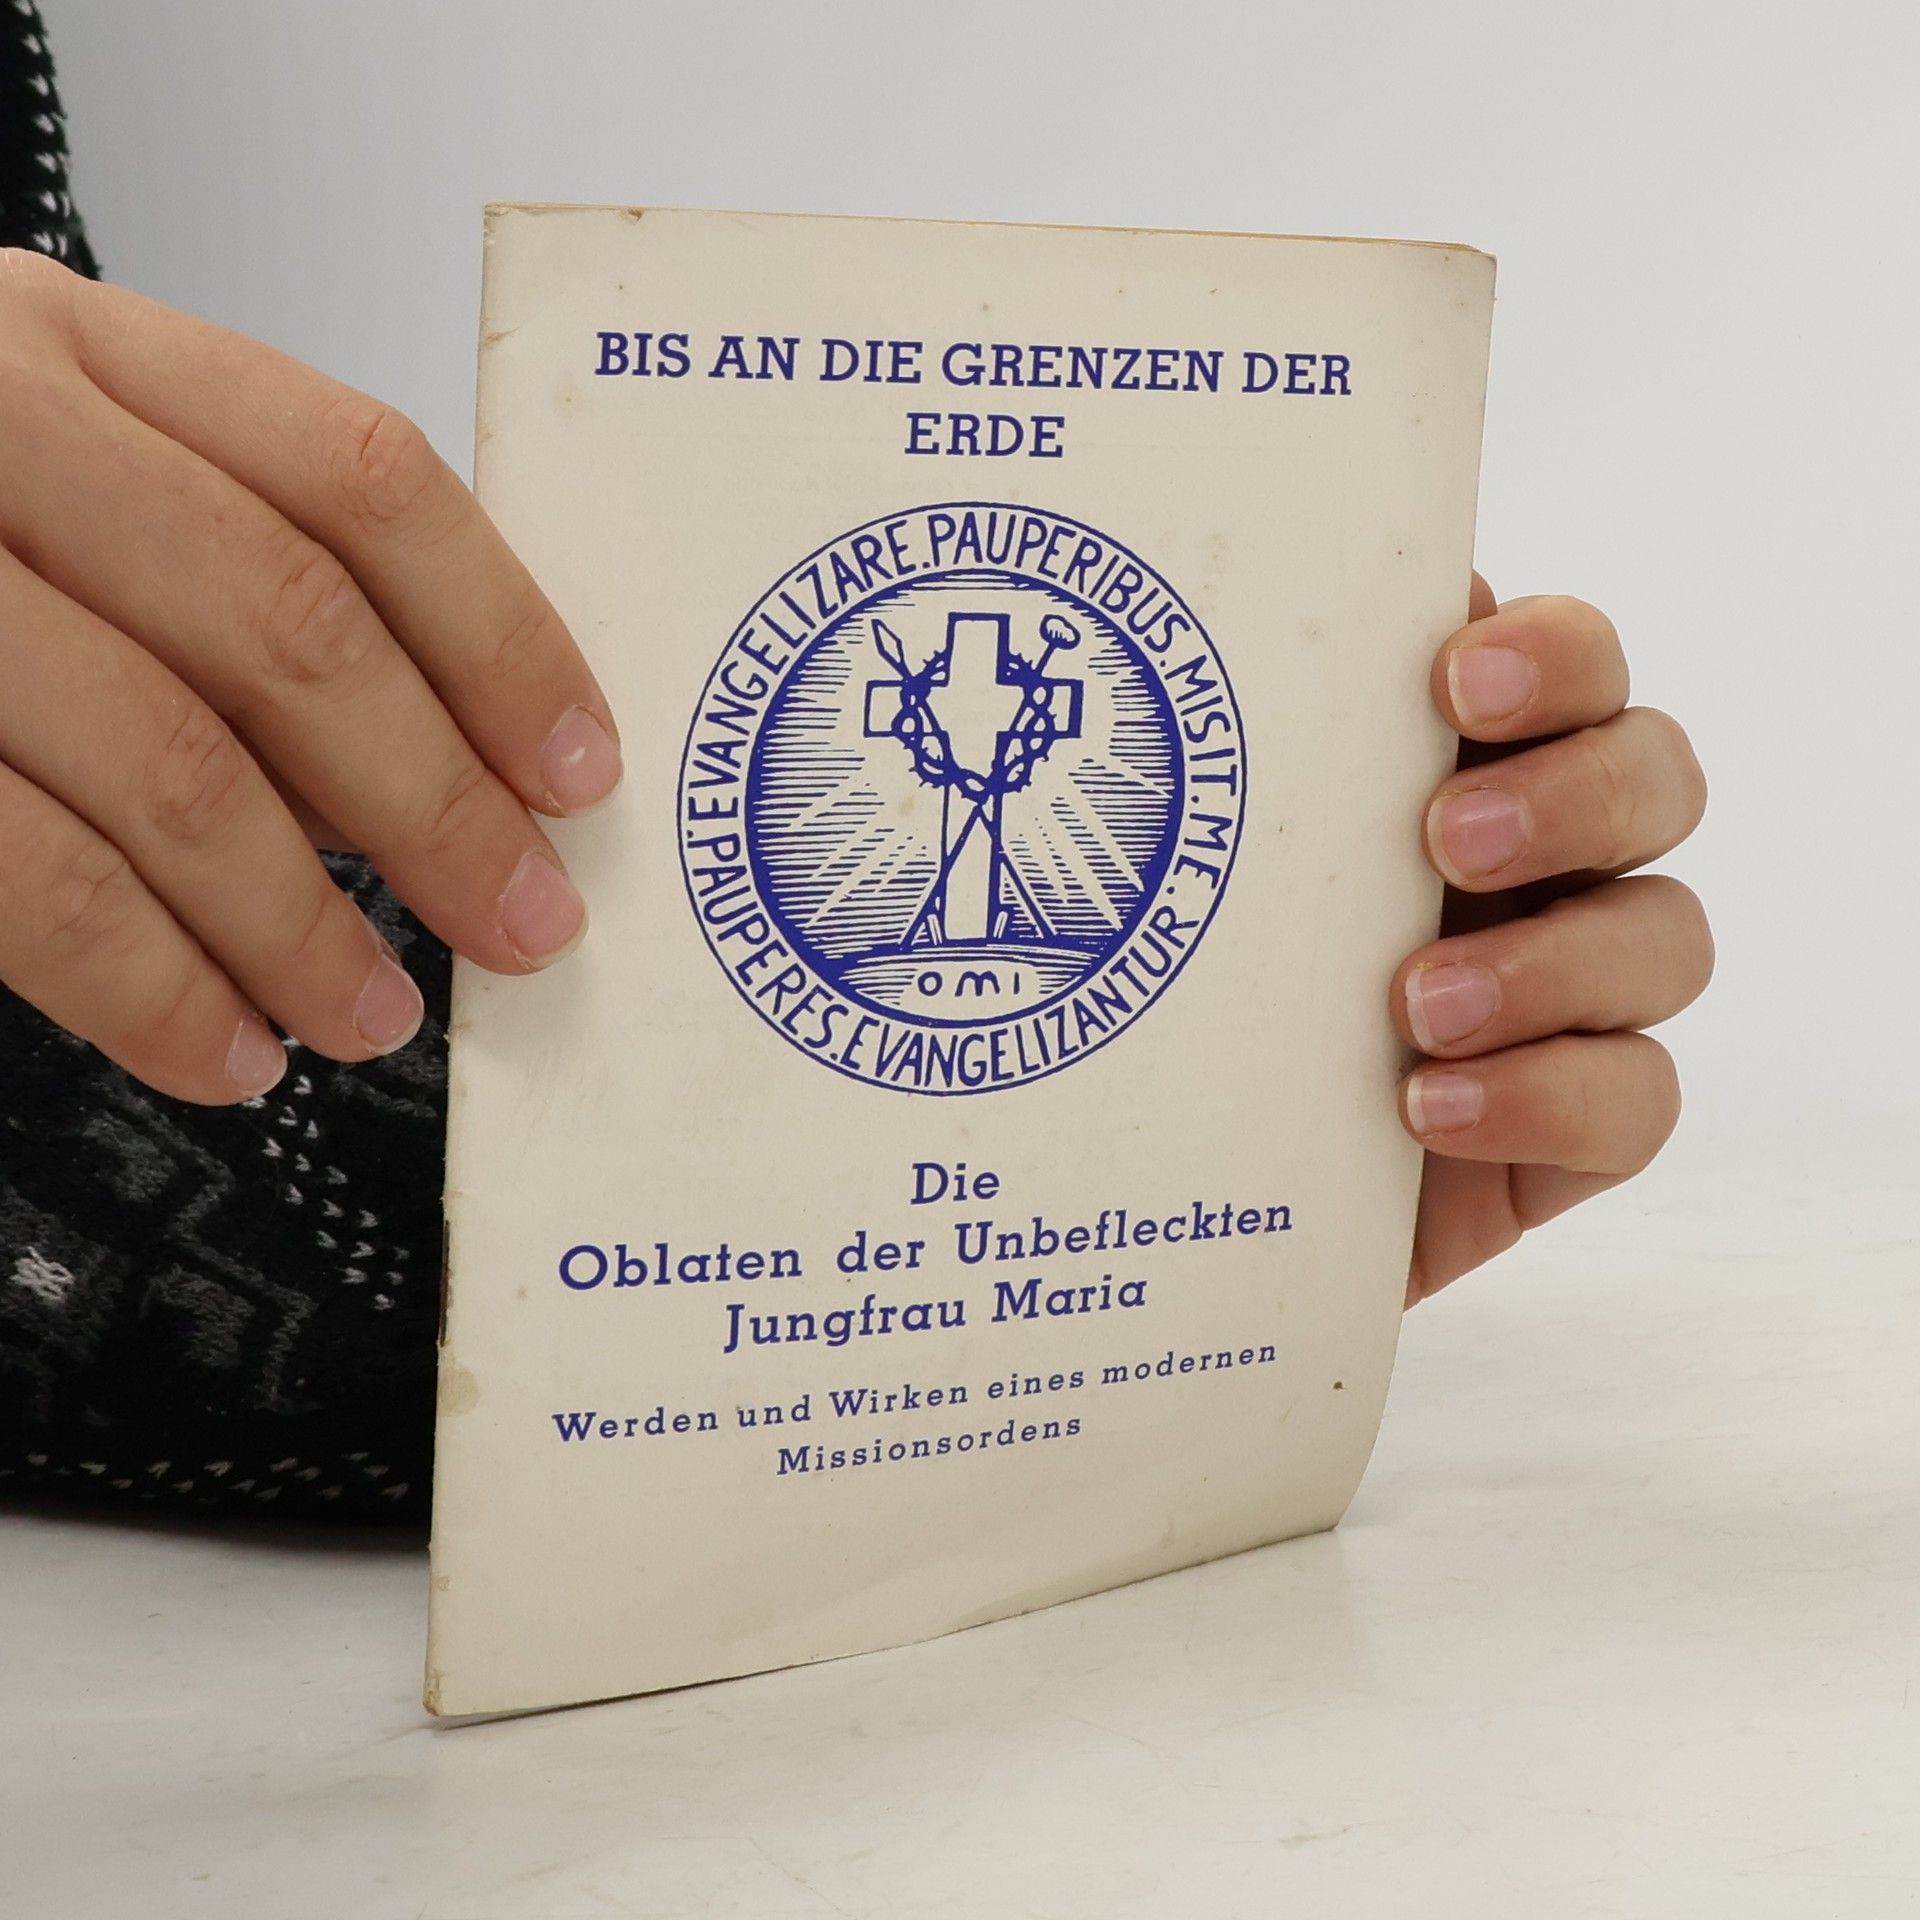 BIS AN DIE GRENZEN DER
ERDE
EVANGELIZARE.PAUPERIBUS.MISIT.ME.
PAUPERES.EVANGELIZANTUR
OMI
Die
Oblaten der Unbefleckten
Jungfrau Maria
Werden und Wirken eines modernen
Missionsordens